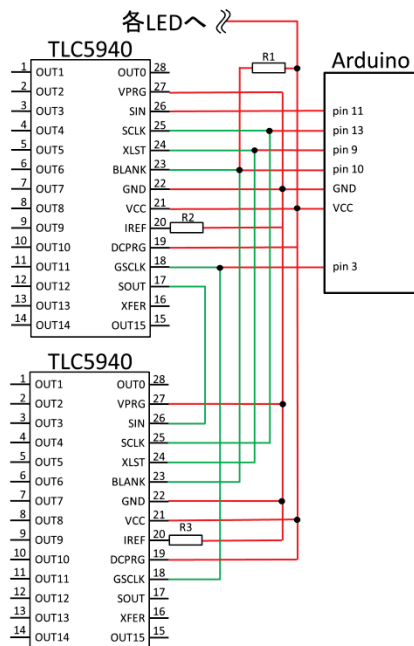 各LEDへ
TLC5940
1 OUT1 OUT0 28
2 OUT2 VPRG 27
3 OUT3 SIN 26
4 OUT4 SCLK 25
5 OUT5 XLST 24
6 OUT6 BLANK 23
7 OUT7 GND 22
8 OUT8 VCC 21
9 OUT9 IREF 20
10 OUT10 DCPRG 19
11 OUT11 GSCLK 18
12 OUT12 SOUT 17
13 OUT13 XFER 16
14 OUT14 OUT15 15
R1
R2
Arduino
pin 11
pin 13
pin 9
pin 10
GND
VCC
pin 3
TLC5940
1 OUT1 OUT0 28
2 OUT2 VPRG 27
3 OUT3 SIN 26
4 OUT4 SCLK 25
5 OUT5 XLST 24
6 OUT6 BLANK 23
7 OUT7 GND 22
8 OUT8 VCC 21
9 OUT9 IREF 20
10 OUT10 DCPRG 19
11 OUT11 GSCLK 18
12 OUT12 SOUT 17
13 OUT13 XFER 16
14 OUT14 OUT15 15
R3